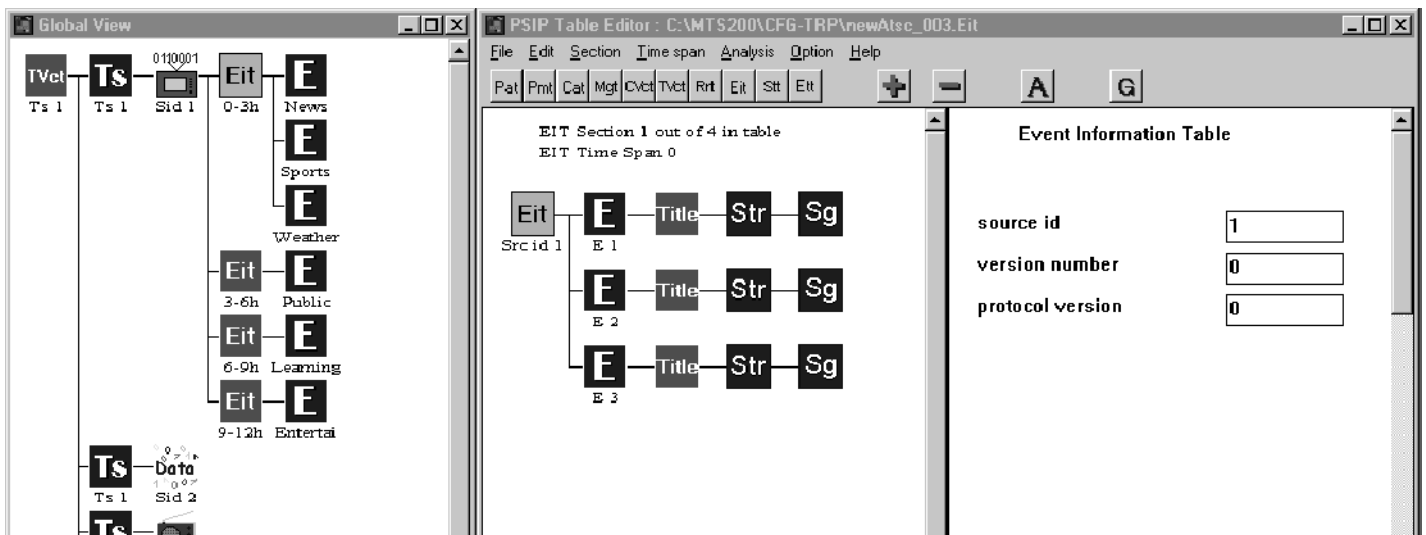 Global View
TVct Ts 0110001 Eit E
Ts 1 Ts 1 Sid 1 0-3h News
E
Sports
E
Weather
Eit E
3-6h Public
Eit E
6-9h Learning
Eit E
9-12h Entertai
Ts Data
Ts 1 Sid 2
Ts
PSIP Table Editor : C:\MTS200\CFG-TRP\newAtsc_003.Eit
File Edit Section Time span Analysis Option Help
Pat Pmt Cat Mgt CVct TVct Rrt Eit Stt Ett A G
EIT Section 1 out of 4 in table
EIT Time Span 0
Eit E Title Str Sg
Src id 1 E 1
E Title Str Sg
E 2
E Title Str Sg
E 3
Event Information Table
source id 1
version number 0
protocol version 0